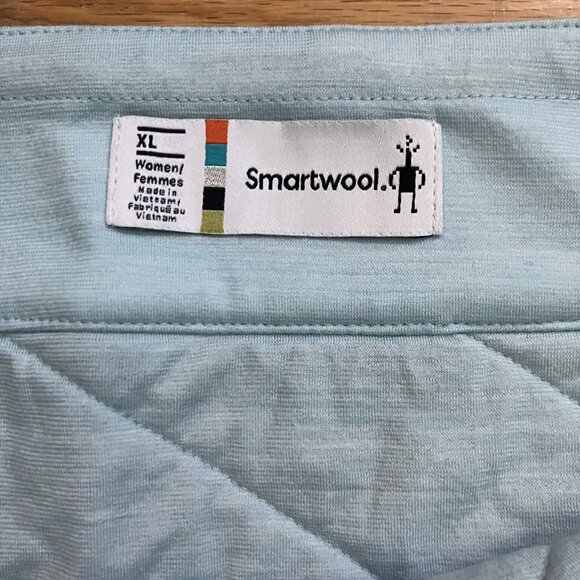 XL
Women/
Femmes
Made in
Vietnam/
Fabriqué au
Vietnam
Smartwool.